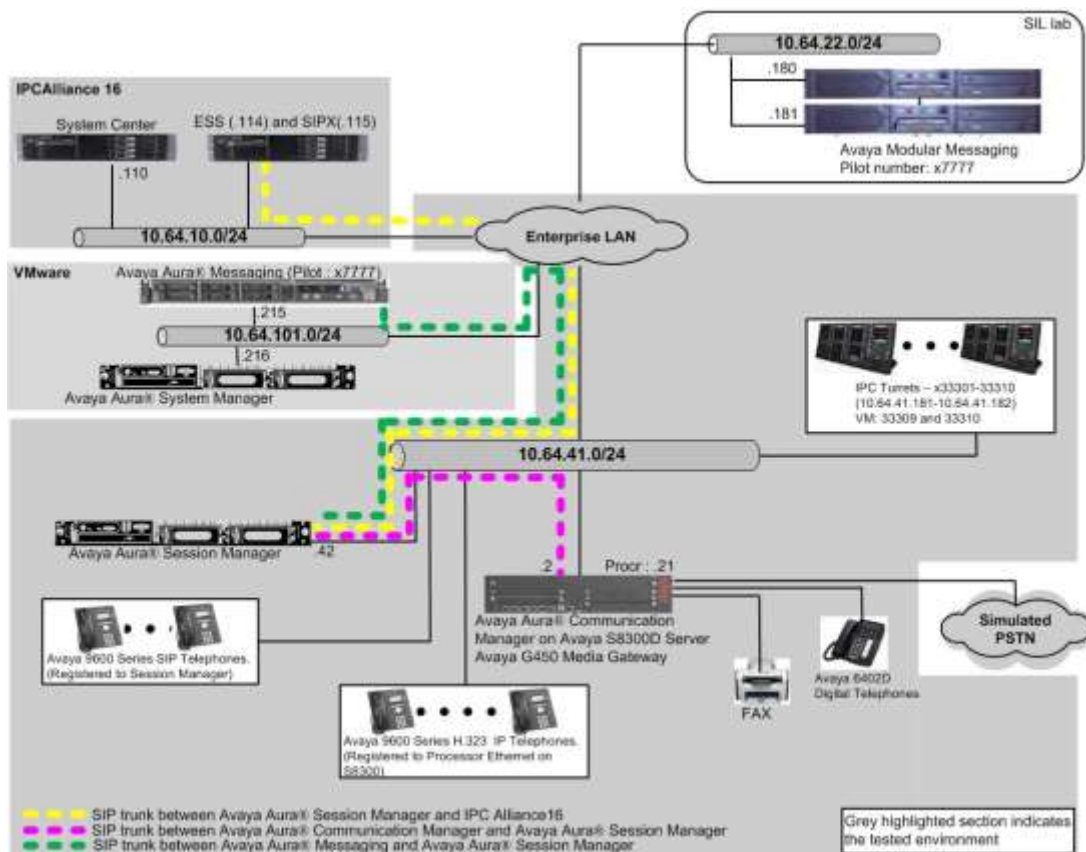 SIL lab
10.64.22.0/24
.180
.181
Avaya Modular Messaging
Pilot number: x7777
IPCAlliance 16
System Center
ESS (.114) and SIPX(.115)
.110
10.64.10.0/24
Enterprise LAN
VMware
Avaya Aura® Messaging (Pilot : x7777)
.215
10.64.101.0/24
.216
Avaya Aura® System Manager
IPC Turrets – x33301-33310
(10.64.41.181-10.64.41.182)
VM: 33309 and 33310
10.64.41.0/24
Avaya Aura® Session Manager
.42
.2
Procr : .21
Avaya Aura® Communication
Manager on Avaya S8300D Server
Avaya G450 Media Gateway
Simulated
PSTN
Avaya 9600 Series SIP Telephones.
(Registered to Session Manager)
Avaya 6402D
Digital Telephones
FAX
Avaya 9600 Series H.323 IP Telephones.
(Registered to Processor Ethernet on
S8300)
SIP trunk between Avaya Aura® Session Manager and IPC Alliance16
SIP trunk between Avaya Aura® Communication Manager and Avaya Aura® Session Manager
SIP trunk between Avaya Aura® Messaging and Avaya Aura® Session Manager
Grey highlighted section indicates
the tested environment